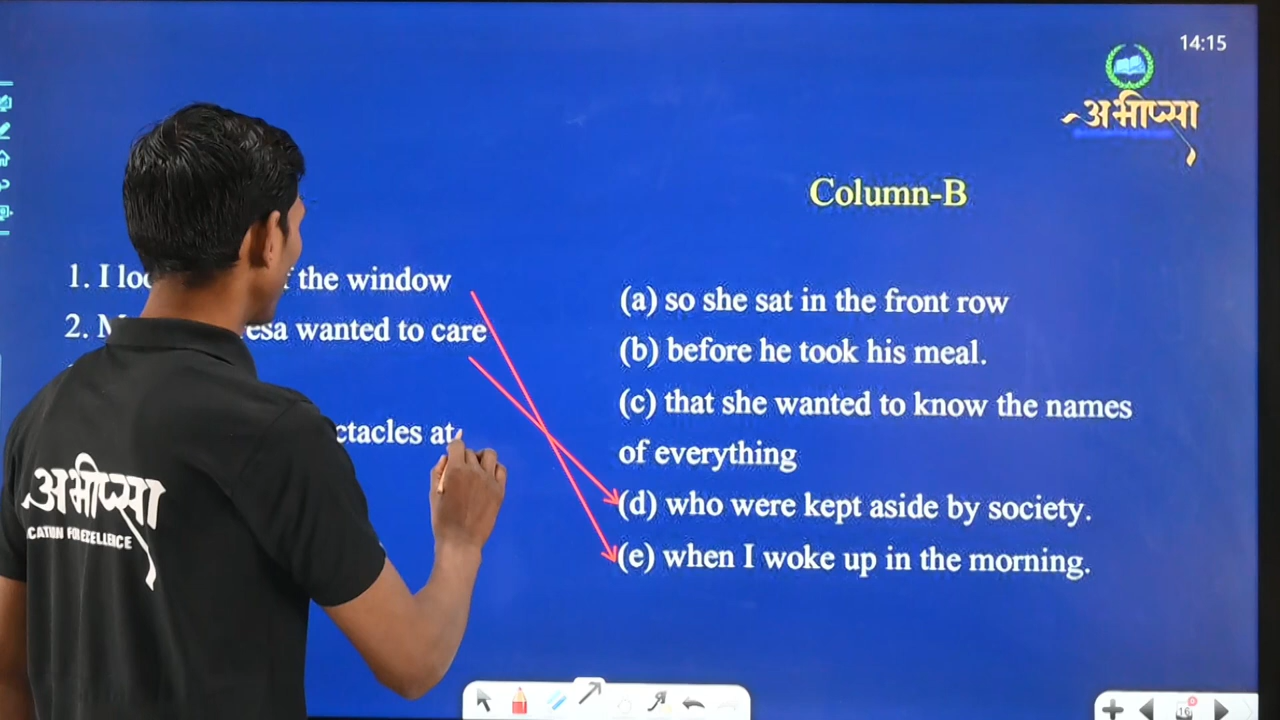 14:15
अभीप्सा
Column-B
1. I f the window
2. M esa wanted to care
ctacles at
(a) so she sat in the front row
(b) before he took his meal.
(c) that she wanted to know the names
of everything
(d) who were kept aside by society.
(e) when I woke up in the morning.
अभीप्सा
CATION FOR EXCELLENCE
16